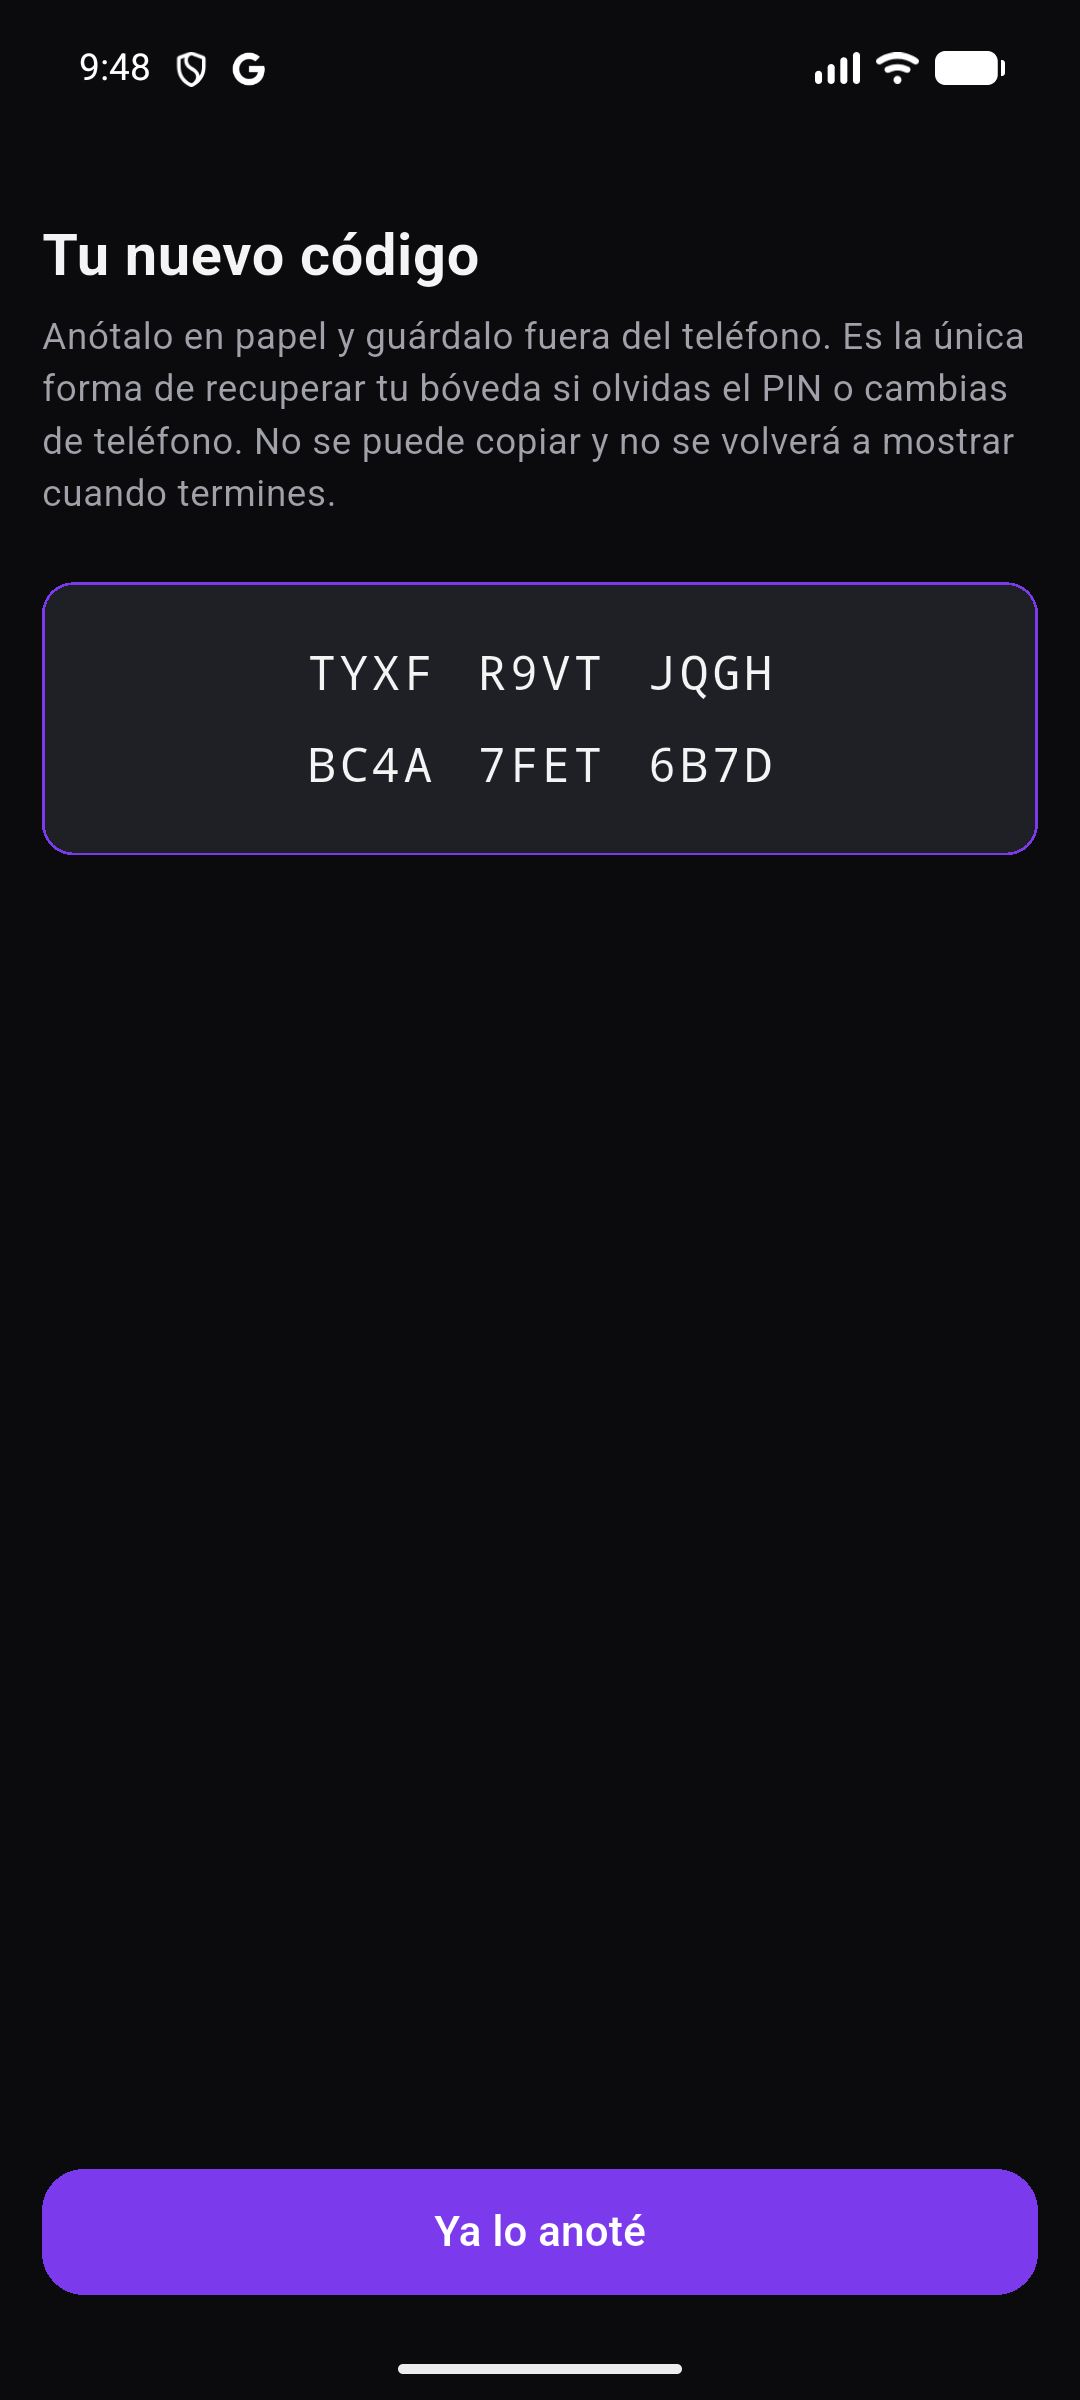 9:48
Tu nuevo código
Anótalo en papel y guárdalo fuera del teléfono. Es la única
forma de recuperar tu bóveda si olvidas el PIN o cambias
de teléfono. No se puede copiar y no se volverá a mostrar
cuando termines.
TYXF R9VT JQGH
BC4A 7FET 6B7D
Ya lo anoté